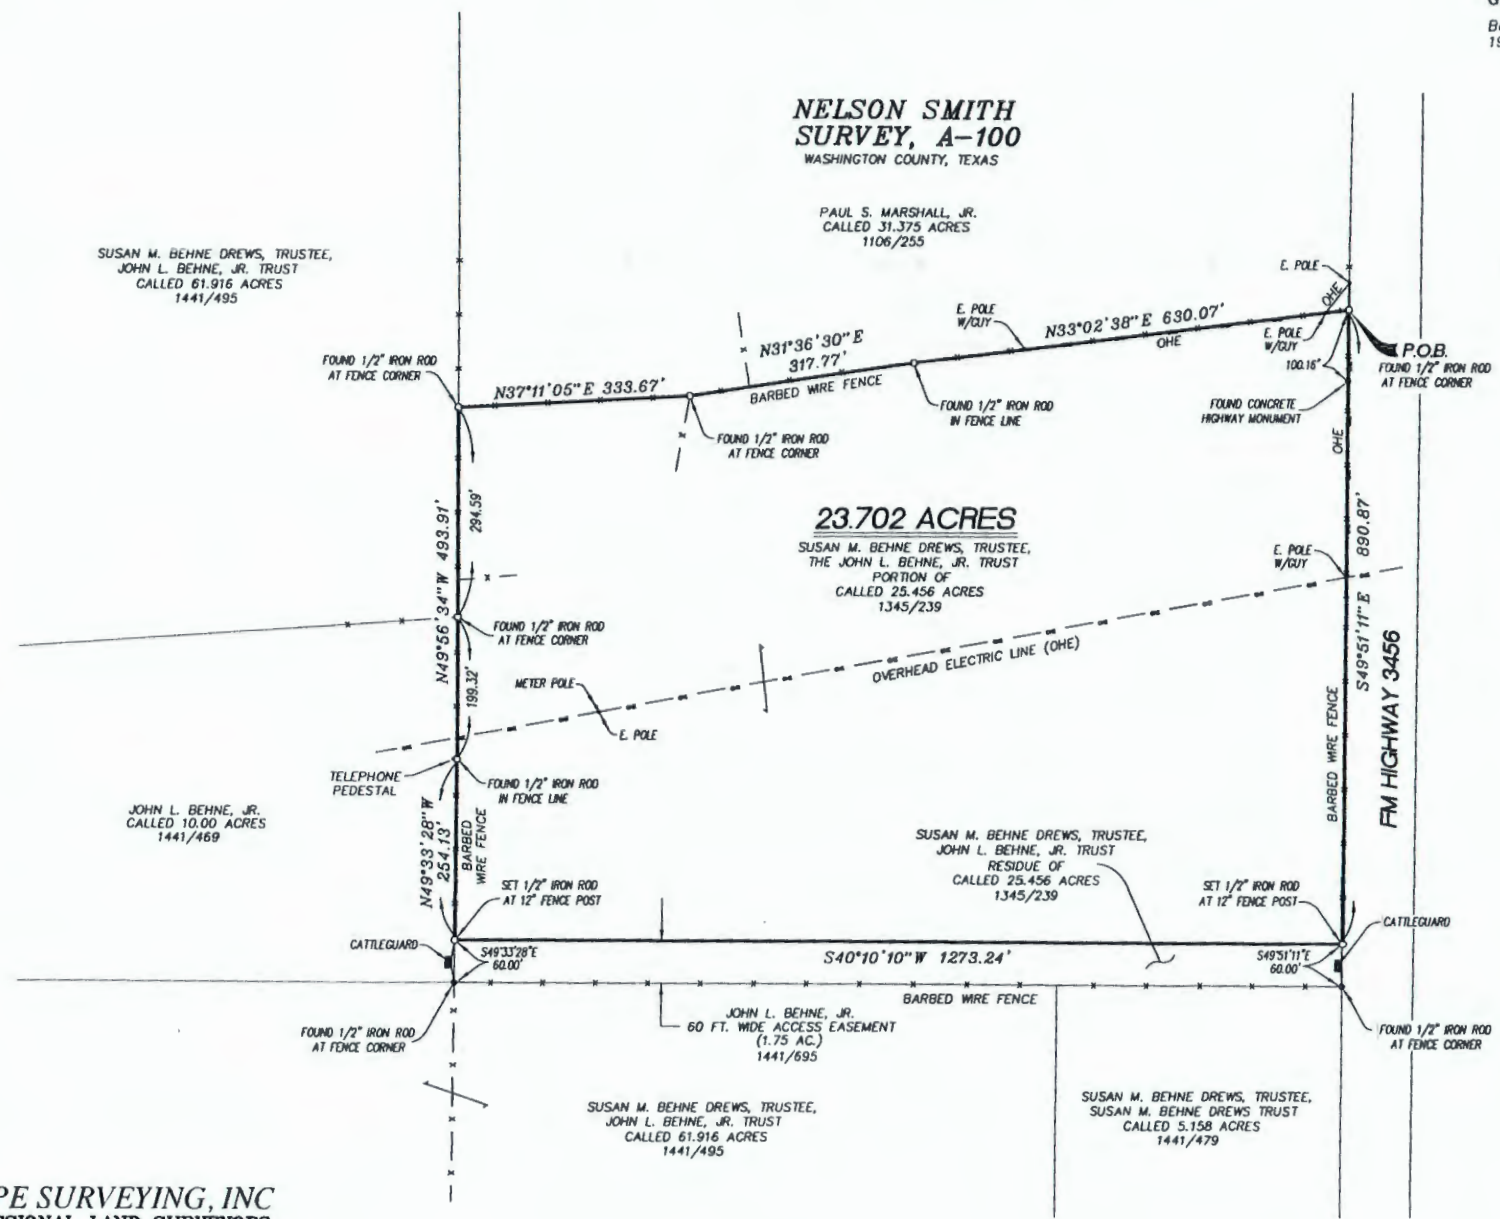 NELSON SMITH
SURVEY, A-100
WASHINGTON COUNTY, TEXAS
PAUL S. MARSHALL, JR.
CALLED 31.375 ACRES
1106/255
SUSAN M. BEHNE DREWS, TRUSTEE,
JOHN L. BEHNE, JR. TRUST
CALLED 61.916 ACRES
1441/495
E. POLE
OHE
E. POLE
W/GUY
N33°02'38"E 630.07'
OHE
E. POLE
W/GUY
N31°36'30"E
317.77'
BARBED WIRE FENCE
P.O.B.
FOUND 1/2" IRON ROD
AT FENCE CORNER
100.16'
FOUND 1/2" IRON ROD
AT FENCE CORNER
N37°11'05"E 333.67'
FOUND 1/2" IRON ROD
IN FENCE LINE
FOUND CONCRETE
HIGHWAY MONUMENT
FOUND 1/2" IRON ROD
AT FENCE CORNER
OHE
N49°56'34"W 493.91'
294.59'
23.702 ACRES
SUSAN M. BEHNE DREWS, TRUSTEE,
THE JOHN L. BEHNE, JR. TRUST
PORTION OF
CALLED 25.456 ACRES
1345/239
E. POLE
W/GUY
S49°51'11"E 890.87'
FOUND 1/2" IRON ROD
AT FENCE CORNER
OVERHEAD ELECTRIC LINE (OHE)
199.32'
METER POLE
E. POLE
BARBED WIRE FENCE
FM HIGHWAY 3456
TELEPHONE
PEDESTAL
FOUND 1/2" IRON ROD
IN FENCE LINE
JOHN L. BEHNE, JR.
CALLED 10.00 ACRES
1441/469
N49°33'28"W
254.13'
BARBED
WIRE FENCE
SUSAN M. BEHNE DREWS, TRUSTEE,
JOHN L. BEHNE, JR. TRUST
RESIDUE OF
CALLED 25.456 ACRES
1345/239
SET 1/2" IRON ROD
AT 12" FENCE POST
SET 1/2" IRON ROD
AT 12" FENCE POST
CATTLEGUARD
CATTLEGUARD
S49°33'28"E
60.00'
S40°10'10"W 1273.24'
S49°51'11"E
60.00'
BARBED WIRE FENCE
JOHN L. BEHNE, JR.
60 FT. WIDE ACCESS EASEMENT
(1.75 AC.)
1441/695
FOUND 1/2" IRON ROD
AT FENCE CORNER
FOUND 1/2" IRON ROD
AT FENCE CORNER
SUSAN M. BEHNE DREWS, TRUSTEE,
JOHN L. BEHNE, JR. TRUST
CALLED 61.916 ACRES
1441/495
SUSAN M. BEHNE DREWS, TRUSTEE,
SUSAN M. BEHNE DREWS TRUST
CALLED 5.158 ACRES
1441/479
PE SURVEYING, INC